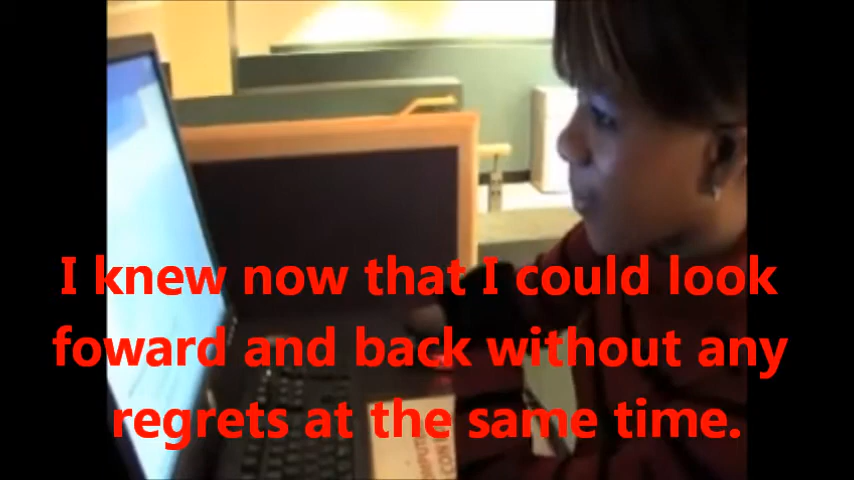 I knew now that I could look
foward and back without any
regrets at the same time.